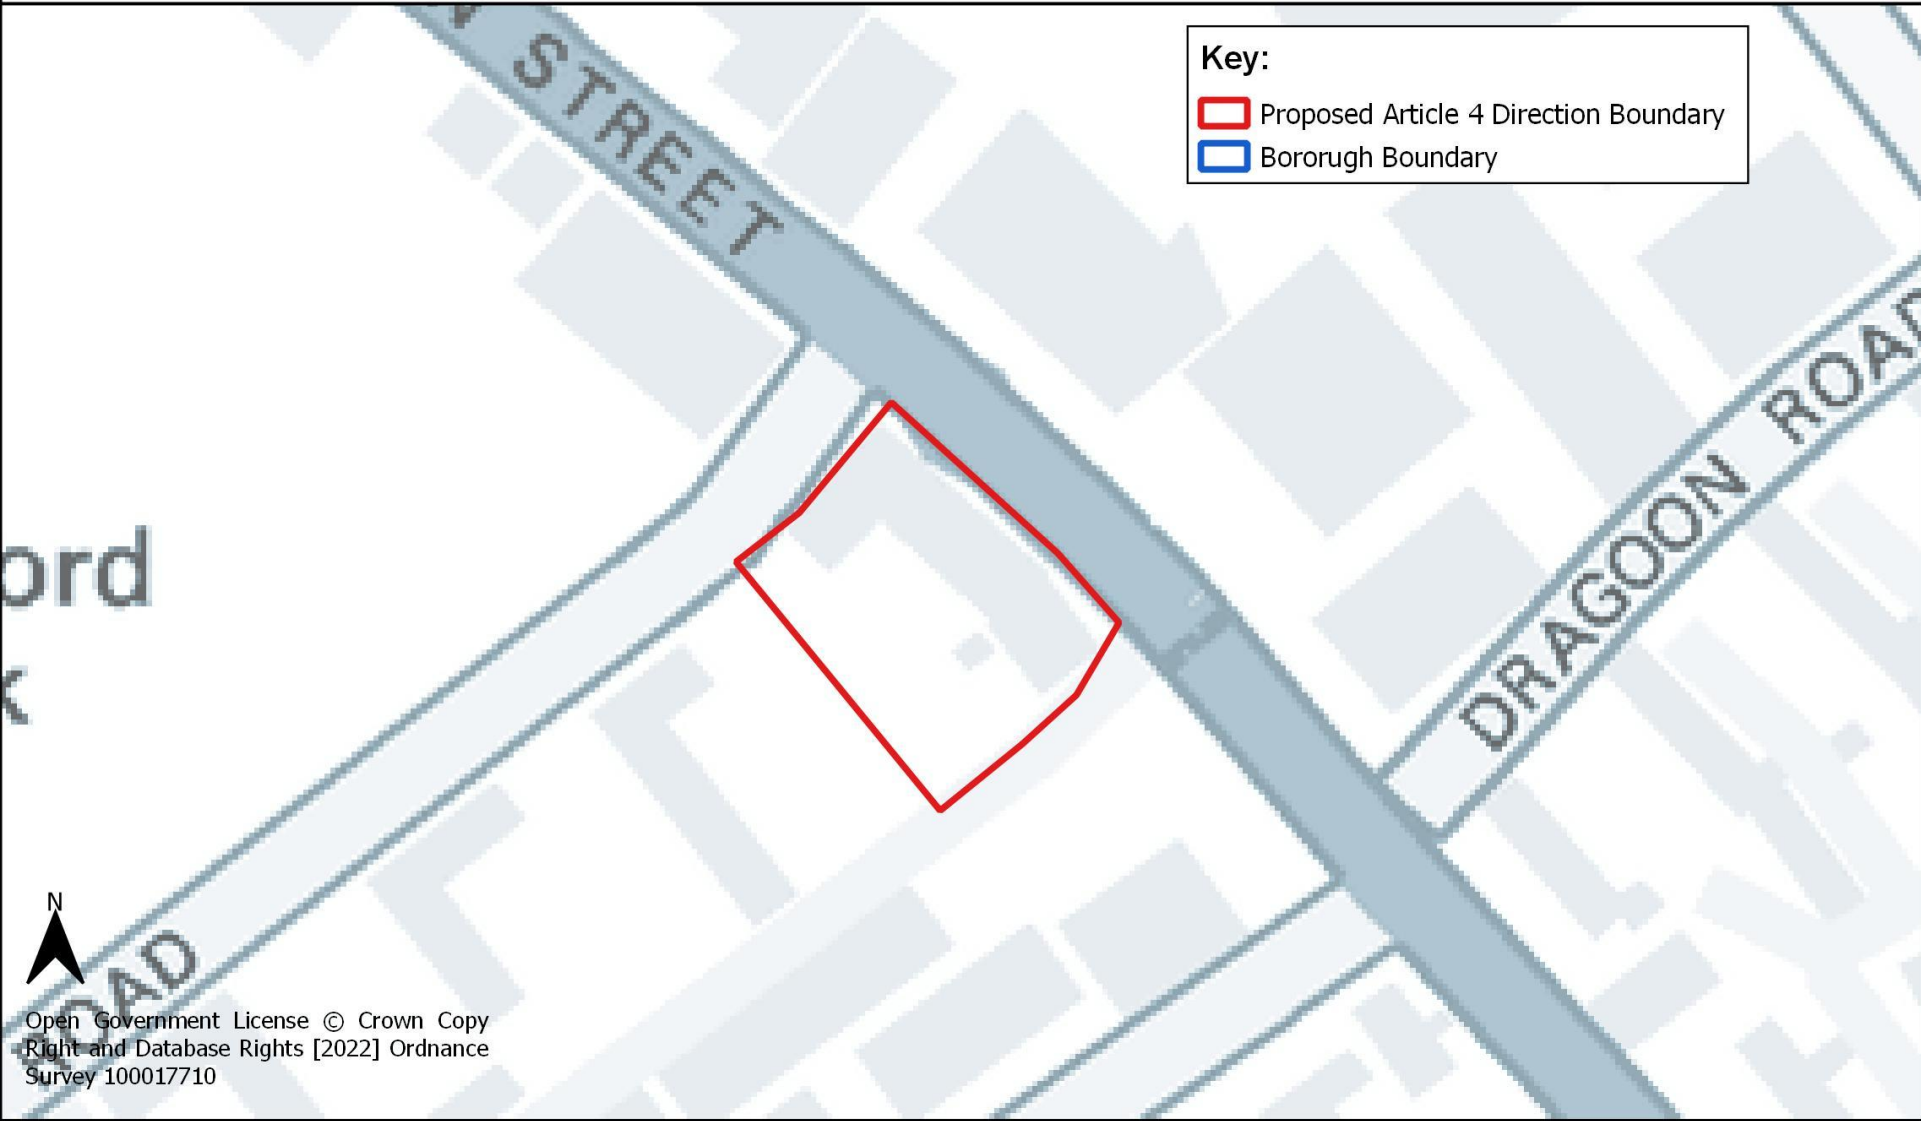 STREET
Key:
Proposed Article 4 Direction Boundary
Bororugh Boundary
DRAGOON ROAD
ord
N
ROAD
Open Government License © Crown Copy
Right and Database Rights [2022] Ordnance
Survey 100017710